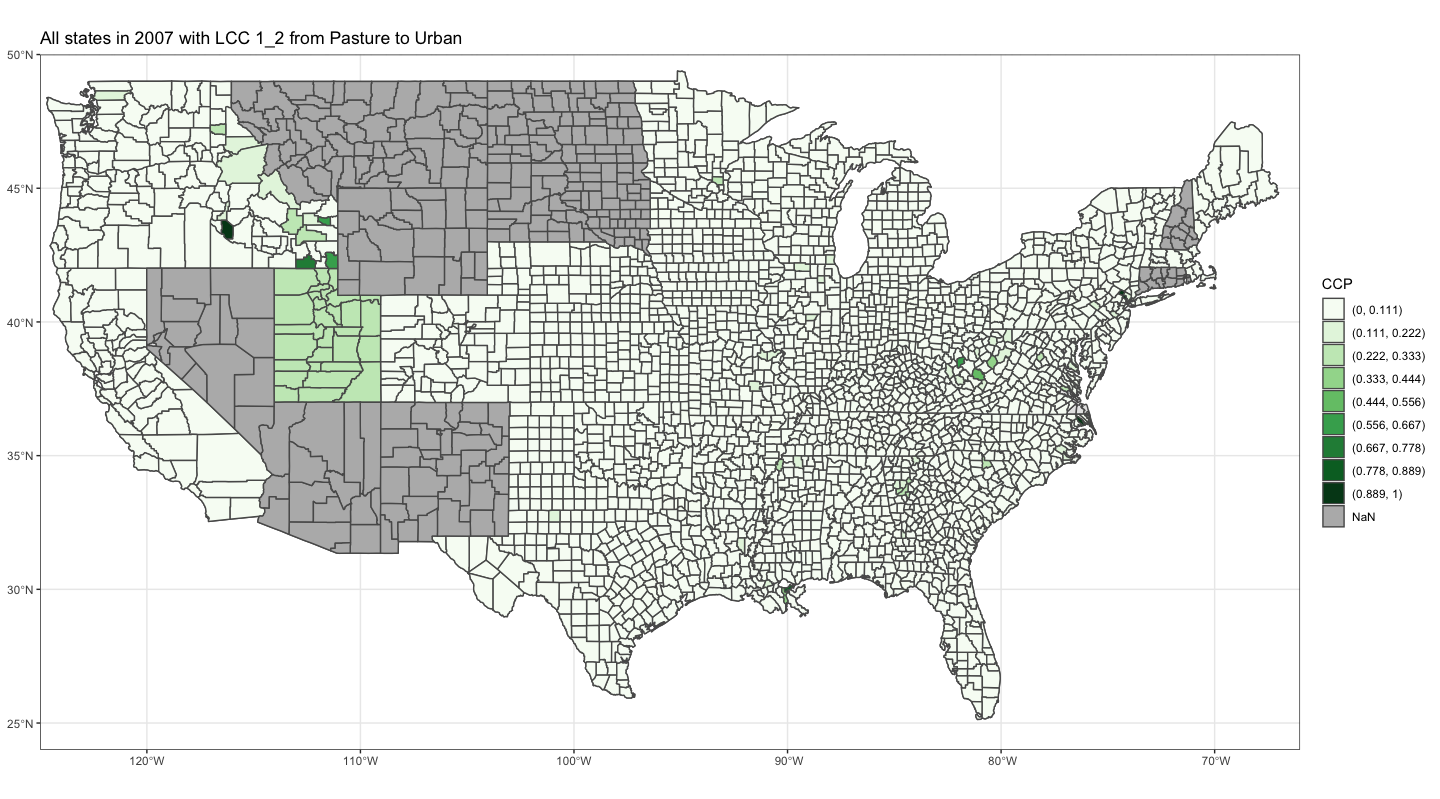 All states in 2007 with LCC 1_2 from Pasture to Urban
50°N
45°N
40°N
35°N
30°N
25°N
120°W
110°W
100°W
90°W
80°W
70°W
CCP
(0, 0.111)
(0.111, 0.222)
(0.222, 0.333)
(0.333, 0.444)
(0.444, 0.556)
(0.556, 0.667)
(0.667, 0.778)
(0.778, 0.889)
(0.889, 1)
NaN